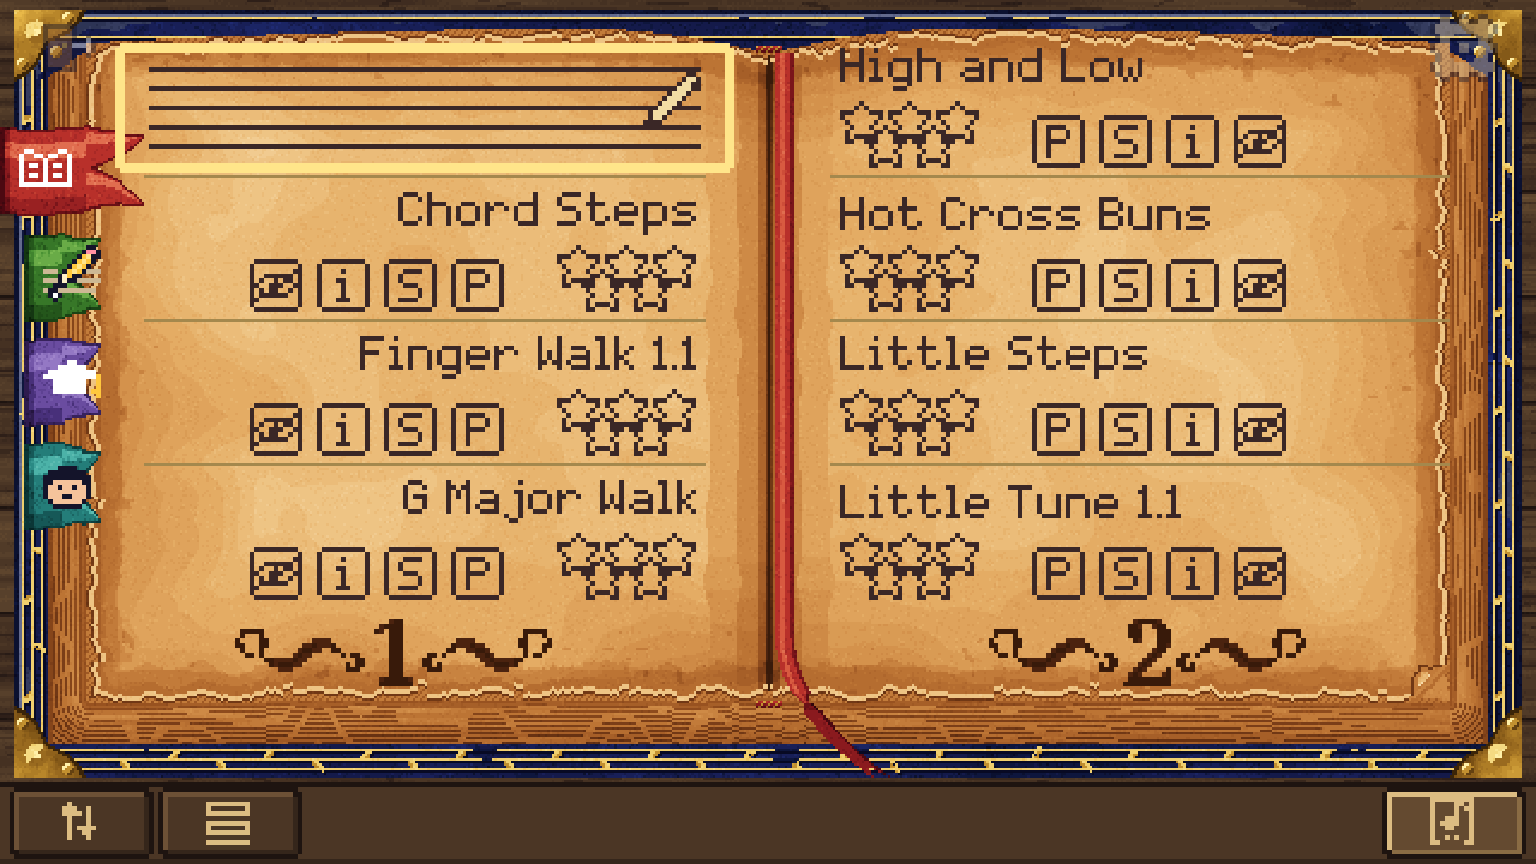 Chord Steps
i S P
Finger Walk 1.1
i S P
G Major Walk
i S P
1
High and Low
P S i
Hot Cross Buns
P S i
Little Steps
P S i
Little Tune 1.1
P S i
2